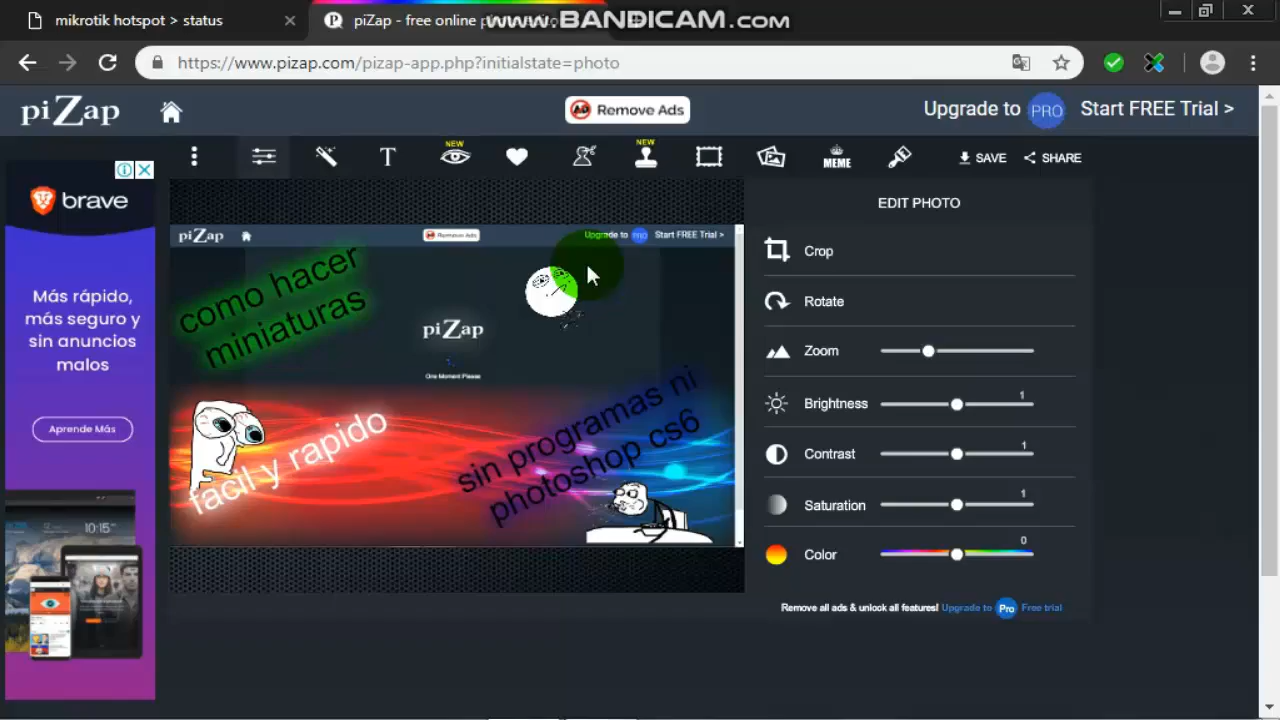 mikrotik hotspot > status
piZap - free online photo edito
www.BANDICAM.com
https://www.pizap.com/pizap-app.php?initialstate=photo
piZap
Remove Ads
Upgrade to PRO Start FREE Trial >
NEW
NEW
T
MEME
SAVE
SHARE
brave
Más rápido,
más seguro y
sin anuncios
malos
Aprende Más
10:15
piZap
Remove Ads
Upgrade to PRO Start FREE Trial >
como hacer
miniaturas
piZap
One Moment Please
facil y rapido
sin programas ni
photoshop cs6
EDIT PHOTO
Crop
Rotate
Zoom
Brightness
1
Contrast
1
Saturation
1
Color
0
Remove all ads & unlock all features! Upgrade to Pro Free trial